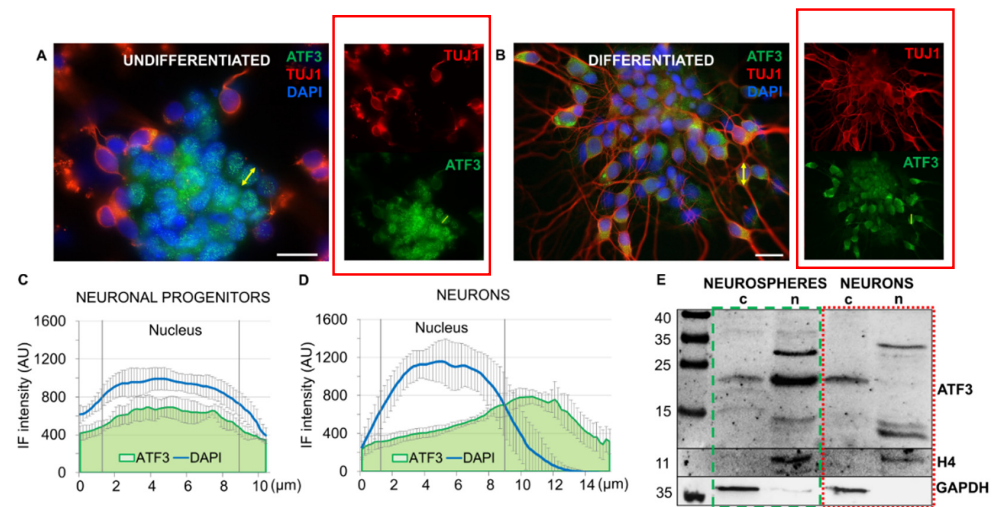 A
UNDIFFERENTIATED
ATF3
TUJ1
DAPI
TUJ1
ATF3
B
DIFFERENTIATED
ATF3
TUJ1
DAPI
TUJ1
ATF3
C
NEURONAL PROGENITORS
IF intensity (AU)
1600
1200
800
400
0
Nucleus
ATF3 DAPI
0 2 4 6 8 10 (μm)
D
NEURONS
IF intensity (AU)
1600
1200
800
400
0
Nucleus
ATF3 DAPI
0 2 4 6 8 10 12 14 (μm)
E
NEUROSPHERES NEURONS
c n c n
40
35
25
15
11
35
ATF3
H4
GAPDH